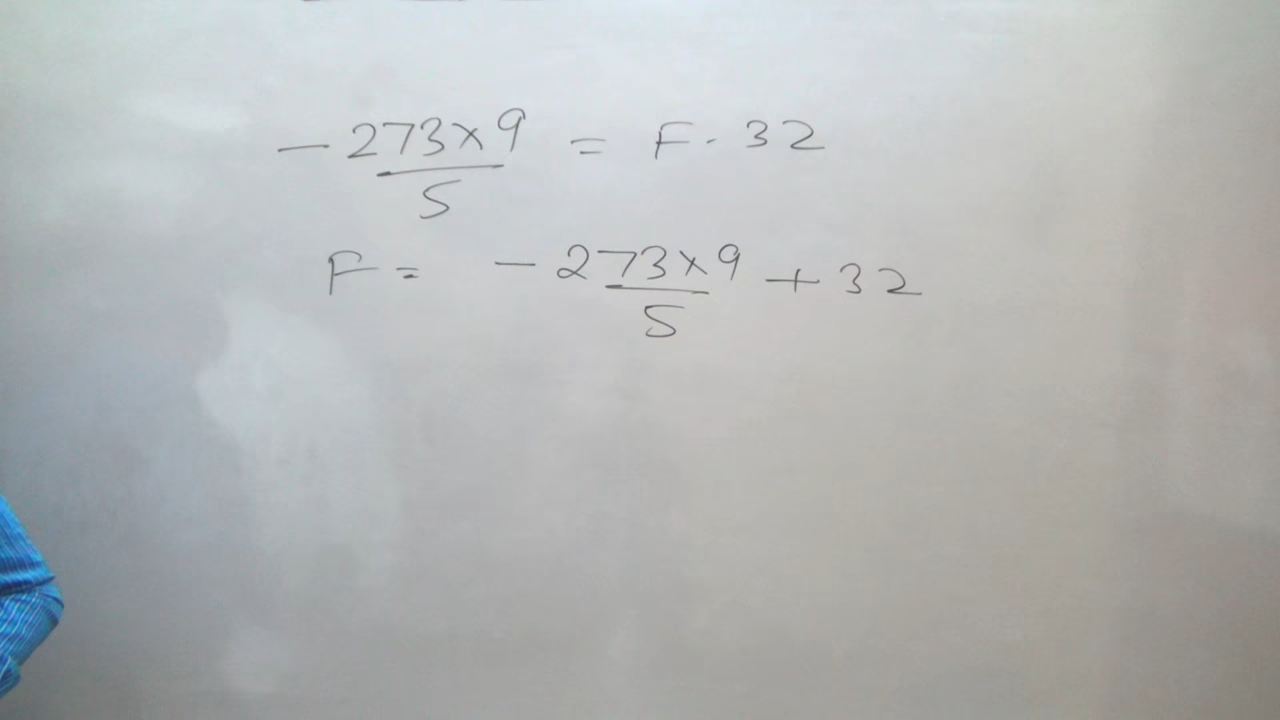 - 273×9/5 = F - 32
F = - 273×9/5 + 32